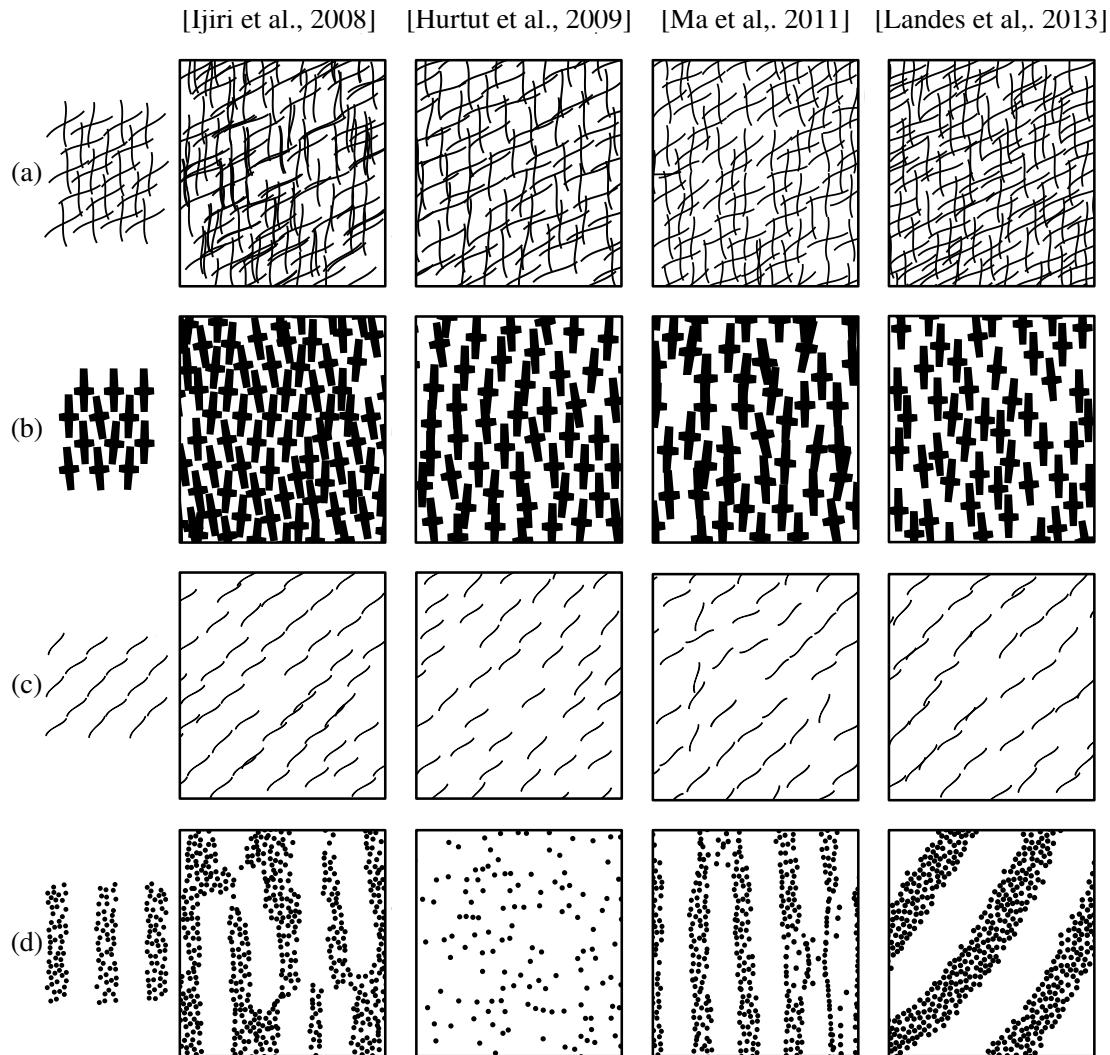 [Ijiri et al., 2008] [Hurtut et al., 2009] [Ma et al,. 2011] [Landes et al,. 2013]
(a)
(b)
(c)
(d)